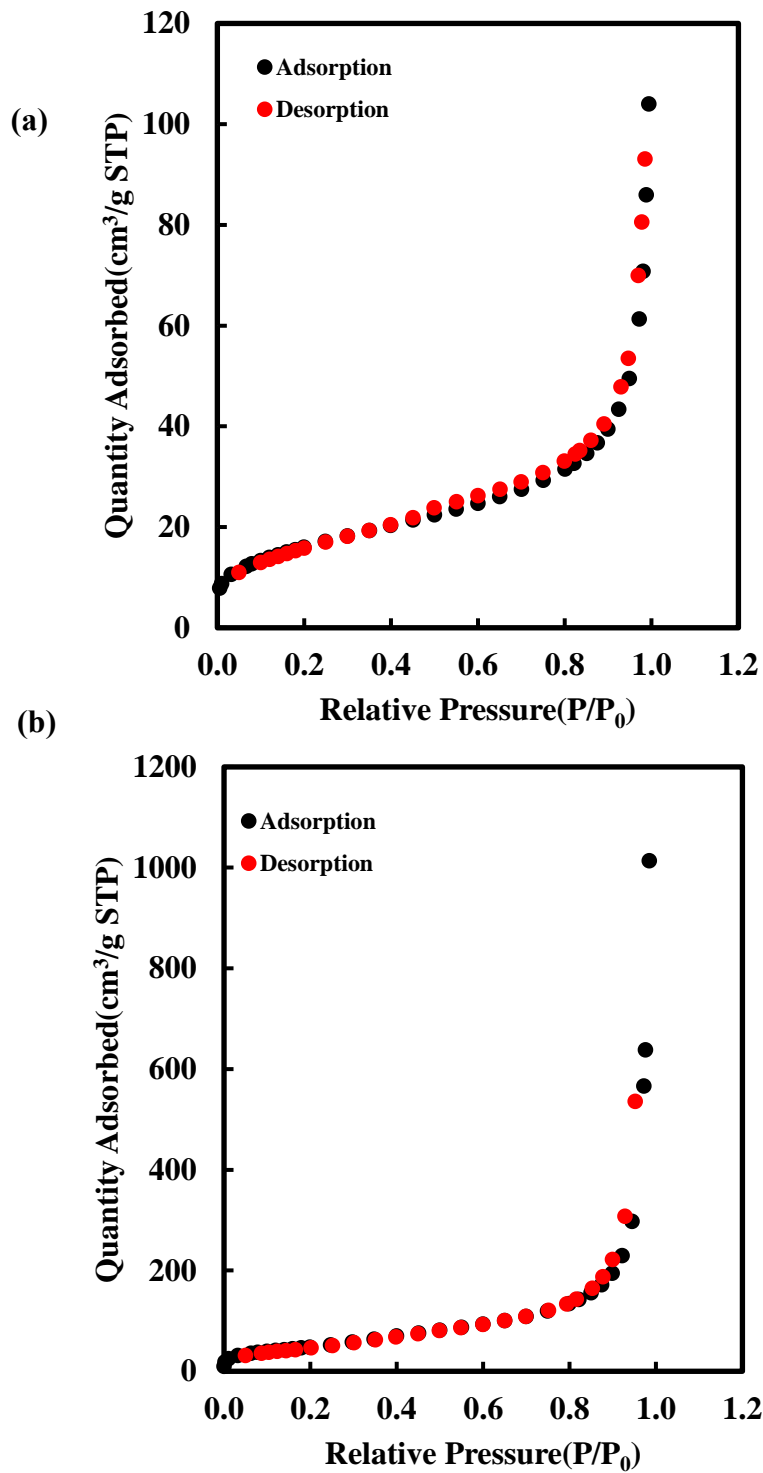 (a)
120
100
80
60
40
20
0
Adsorption
Desorption
Quantity Adsorbed(cm³/g STP)
0.0 0.2 0.4 0.6 0.8 1.0 1.2
Relative Pressure(P/P₀)
(b)
1200
1000
800
600
400
200
0
Adsorption
Desorption
Quantity Adsorbed(cm³/g STP)
0.0 0.2 0.4 0.6 0.8 1.0 1.2
Relative Pressure(P/P₀)